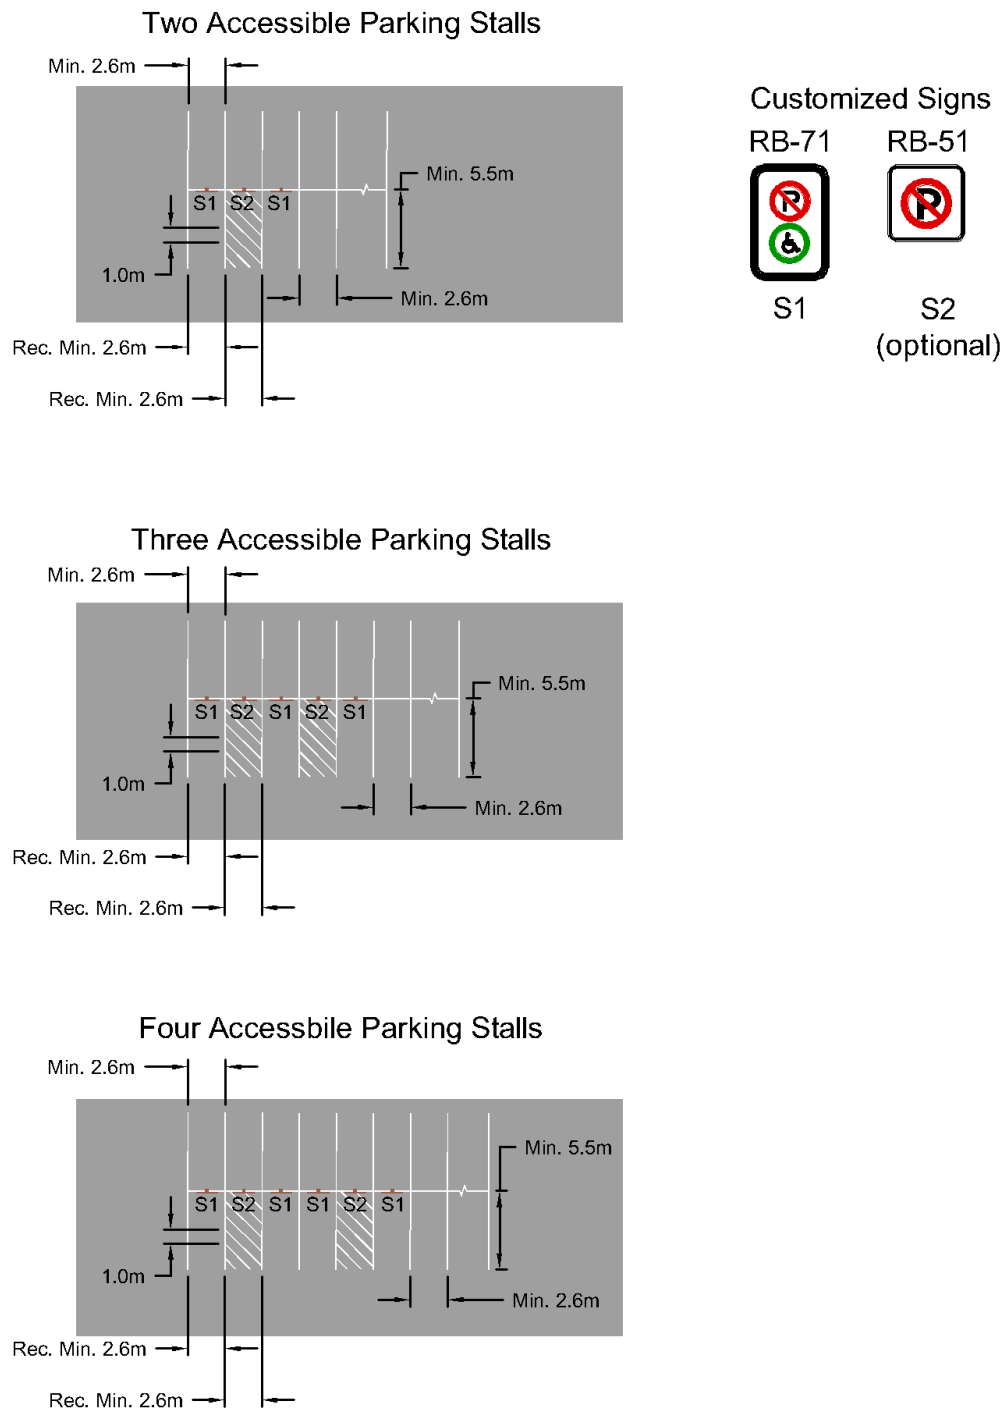 Two Accessible Parking Stalls
Min. 2.6m
Customized Signs
RB-71 RB-51
P
P
S1 S2
(optional)
Min. 5.5m
S1 S2 S1
1.0m
Min. 2.6m
Rec. Min. 2.6m
Rec. Min. 2.6m
Three Accessible Parking Stalls
Min. 2.6m
Min. 5.5m
S1 S2 S1 S2 S1
1.0m
Min. 2.6m
Rec. Min. 2.6m
Rec. Min. 2.6m
Four Accessbile Parking Stalls
Min. 2.6m
Min. 5.5m
S1 S2 S1 S1 S2 S1
1.0m
Min. 2.6m
Rec. Min. 2.6m
Rec. Min. 2.6m